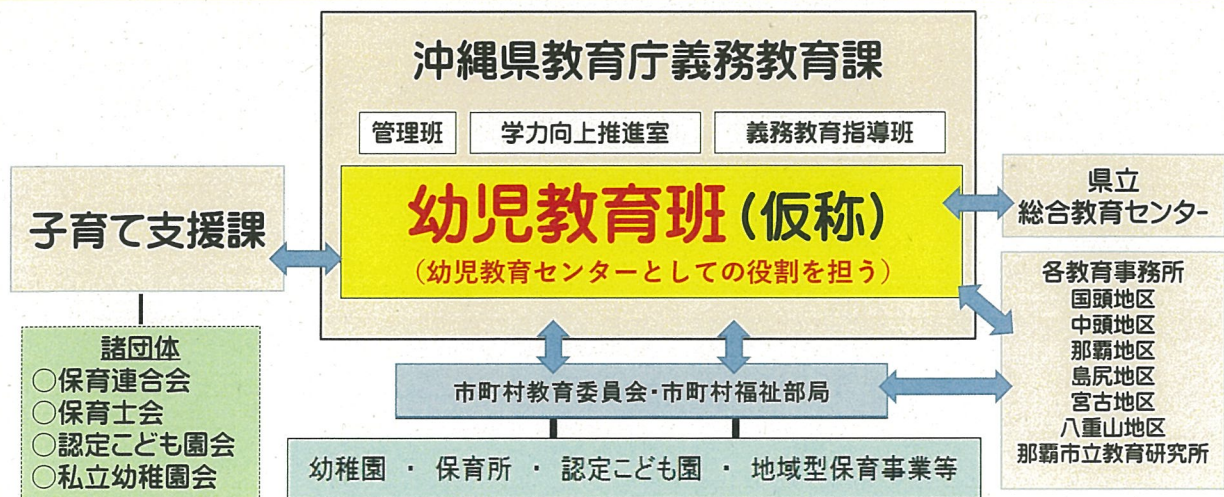 沖縄県教育庁義務教育課
管理班
学力向上推進室
義務教育指導班
幼児教育班(仮称)
(幼児教育センターとしての役割を担う)
子育て支援課
諸団体
○保育連合会
○保育士会
○認定こども園会
○私立幼稚園会
県立
総合教育センター
各教育事務所
国頭地区
中頭地区
那覇地区
島尻地区
宮古地区
八重山地区
那覇市立教育研究所
市町村教育委員会・市町村福祉部局
幼稚園 ・ 保育所 ・ 認定こども園 ・ 地域型保育事業等